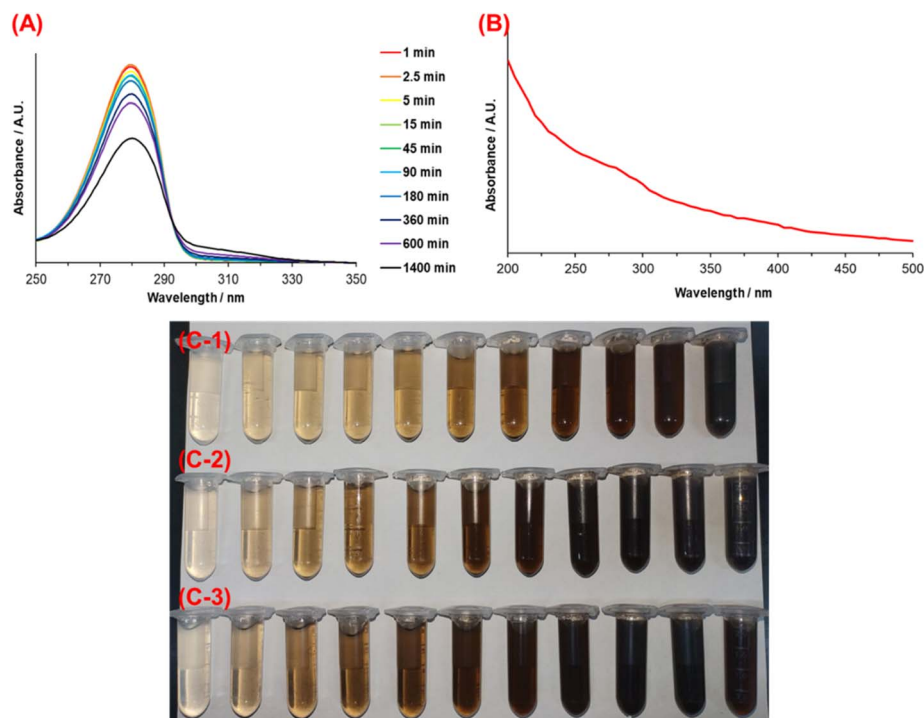 (A)
Absorbance / A.U.
250
270
290
310
330
350
Wavelength / nm
1 min
2.5 min
5 min
15 min
45 min
90 min
180 min
360 min
600 min
1400 min
(B)
Absorbance / A.U.
200
250
300
350
400
450
500
Wavelength / nm
(C-1)
(C-2)
(C-3)